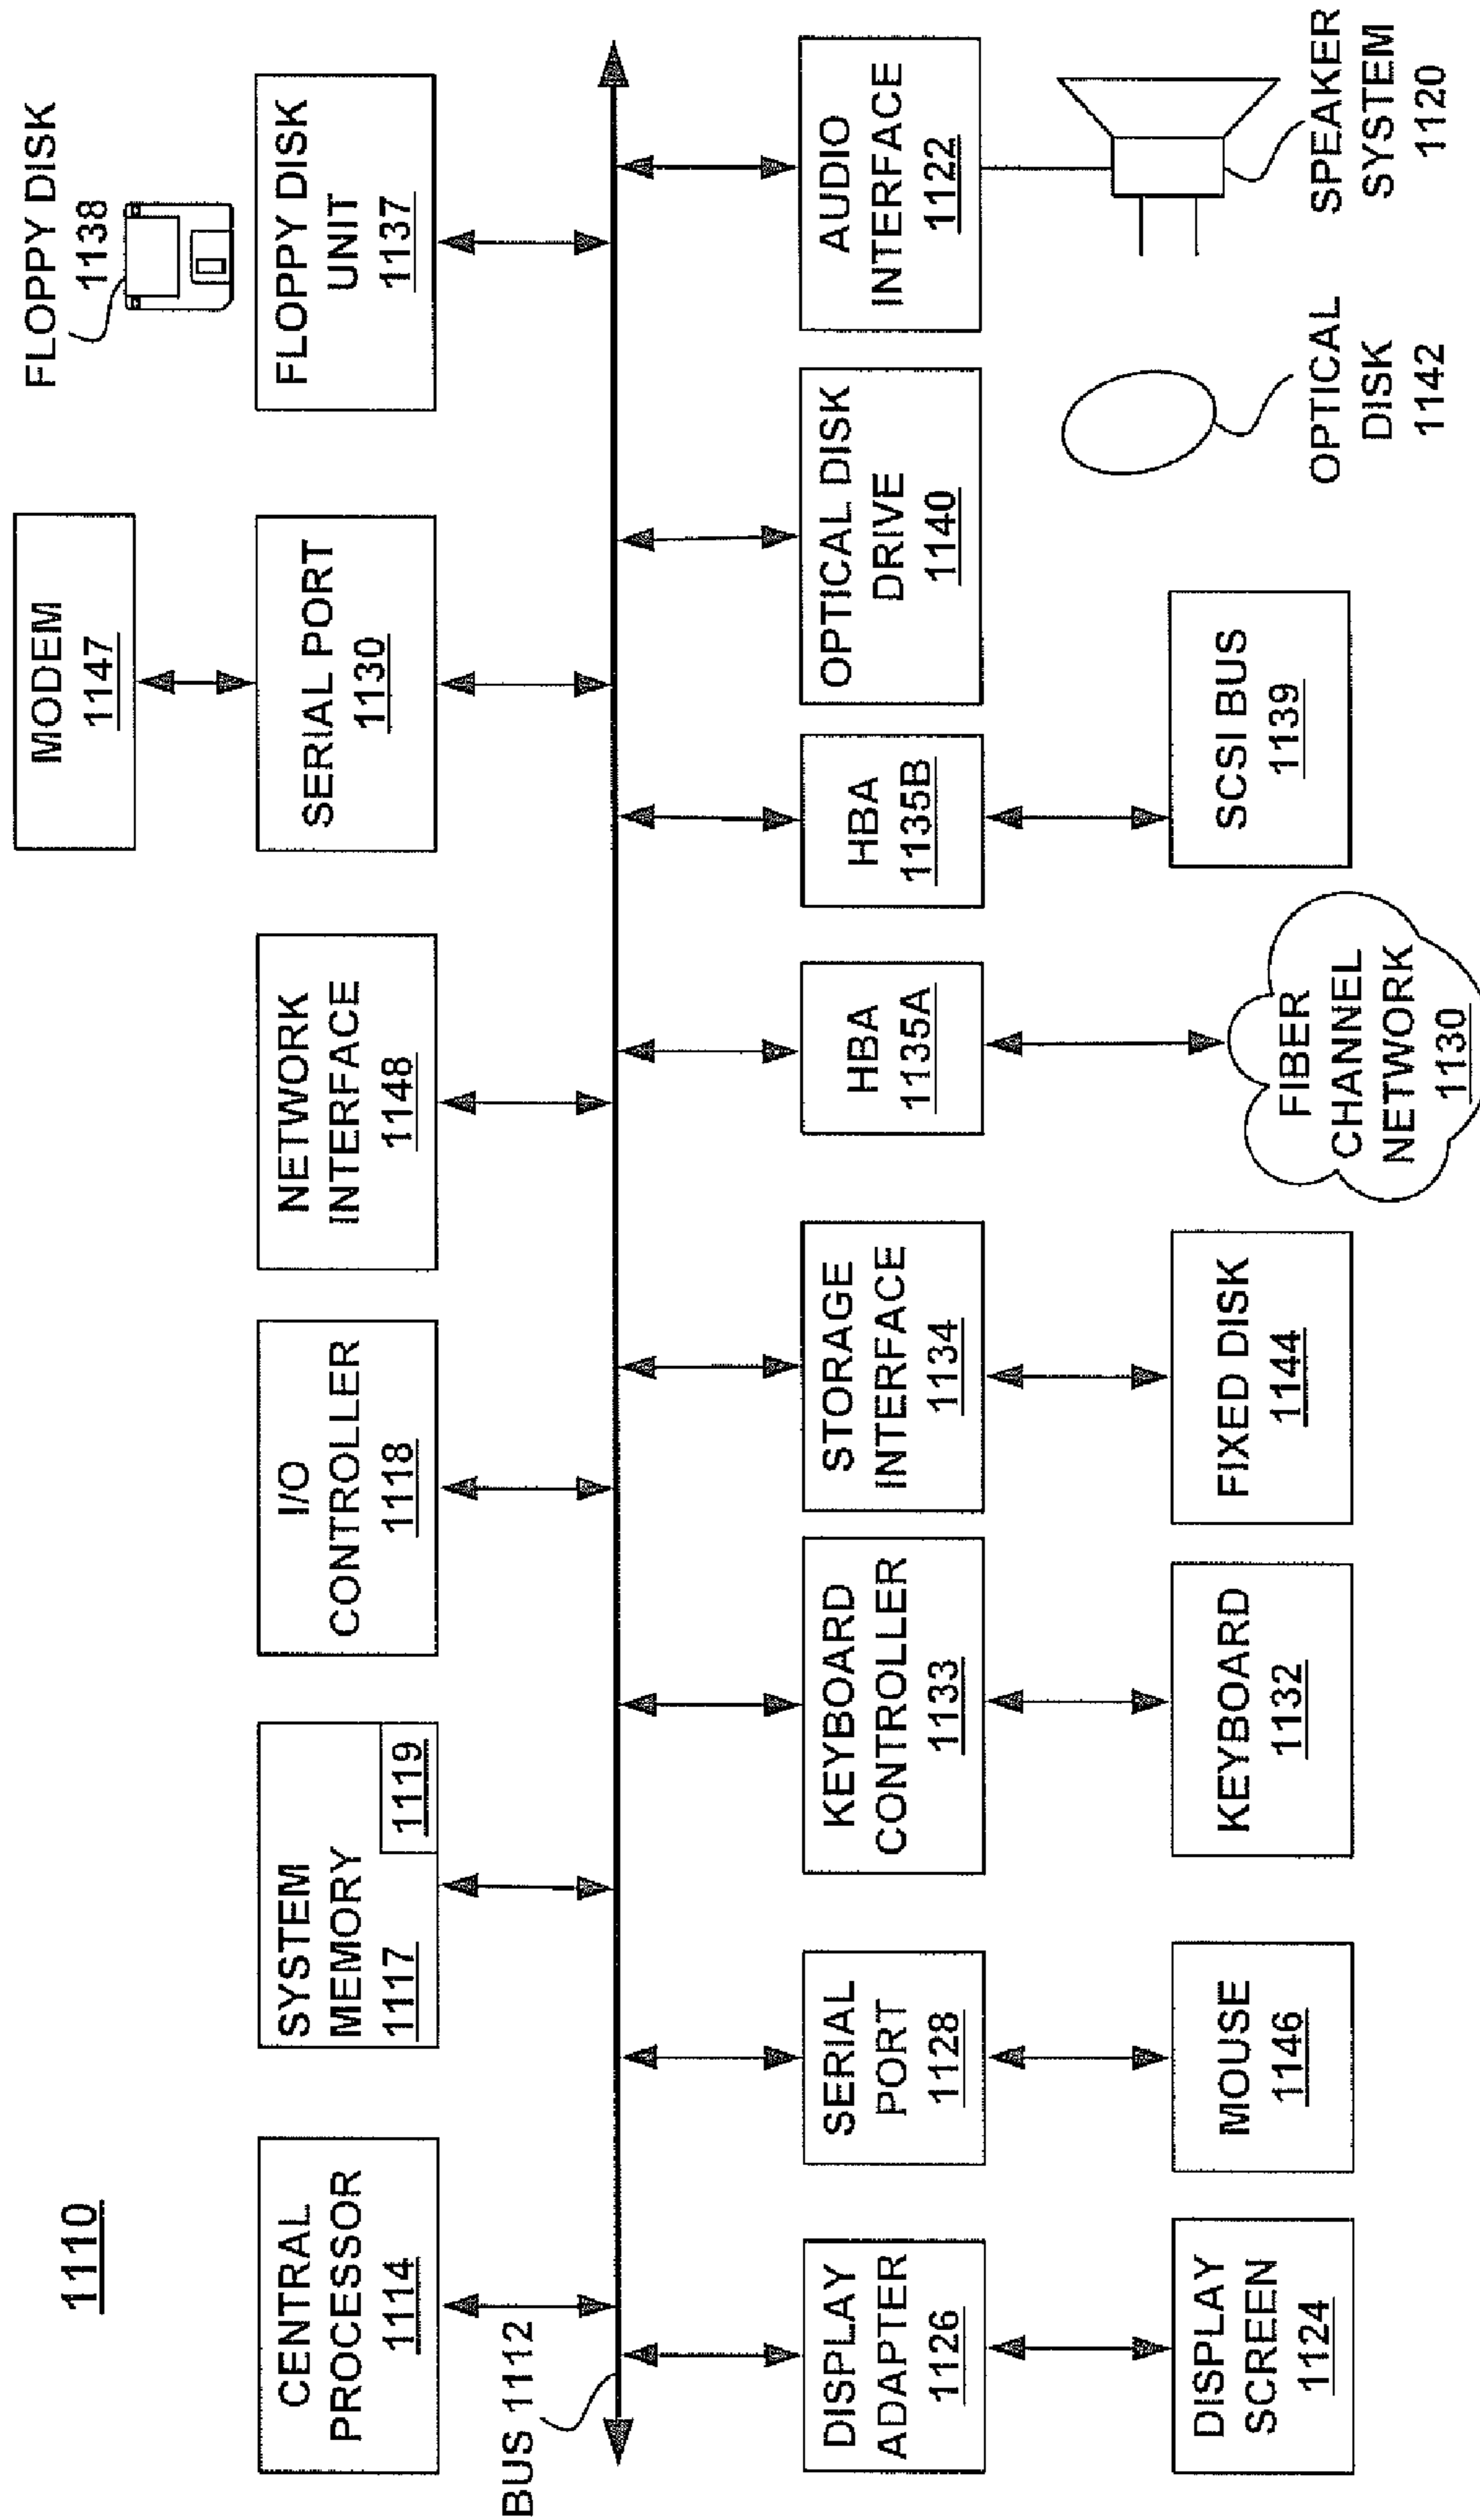 1110
FLOPPY DISK
1138
MODEM
1147
CENTRAL
PROCESSOR
1114
SYSTEM
MEMORY
1117
1119
I/O
CONTROLLER
1118
NETWORK
INTERFACE
1148
SERIAL PORT
1130
FLOPPY DISK
UNIT
1137
BUS 1112
DISPLAY
ADAPTER
1126
SERIAL
PORT
1128
KEYBOARD
CONTROLLER
1133
STORAGE
INTERFACE
1134
HBA
1135A
HBA
1135B
OPTICAL DISK
DRIVE
1140
AUDIO
INTERFACE
1122
DISPLAY
SCREEN
1124
MOUSE
1146
KEYBOARD
1132
FIXED DISK
1144
FIBER
CHANNEL
NETWORK
1130
SCSI BUS
1139
OPTICAL
DISK
1142
SPEAKER
SYSTEM
1120